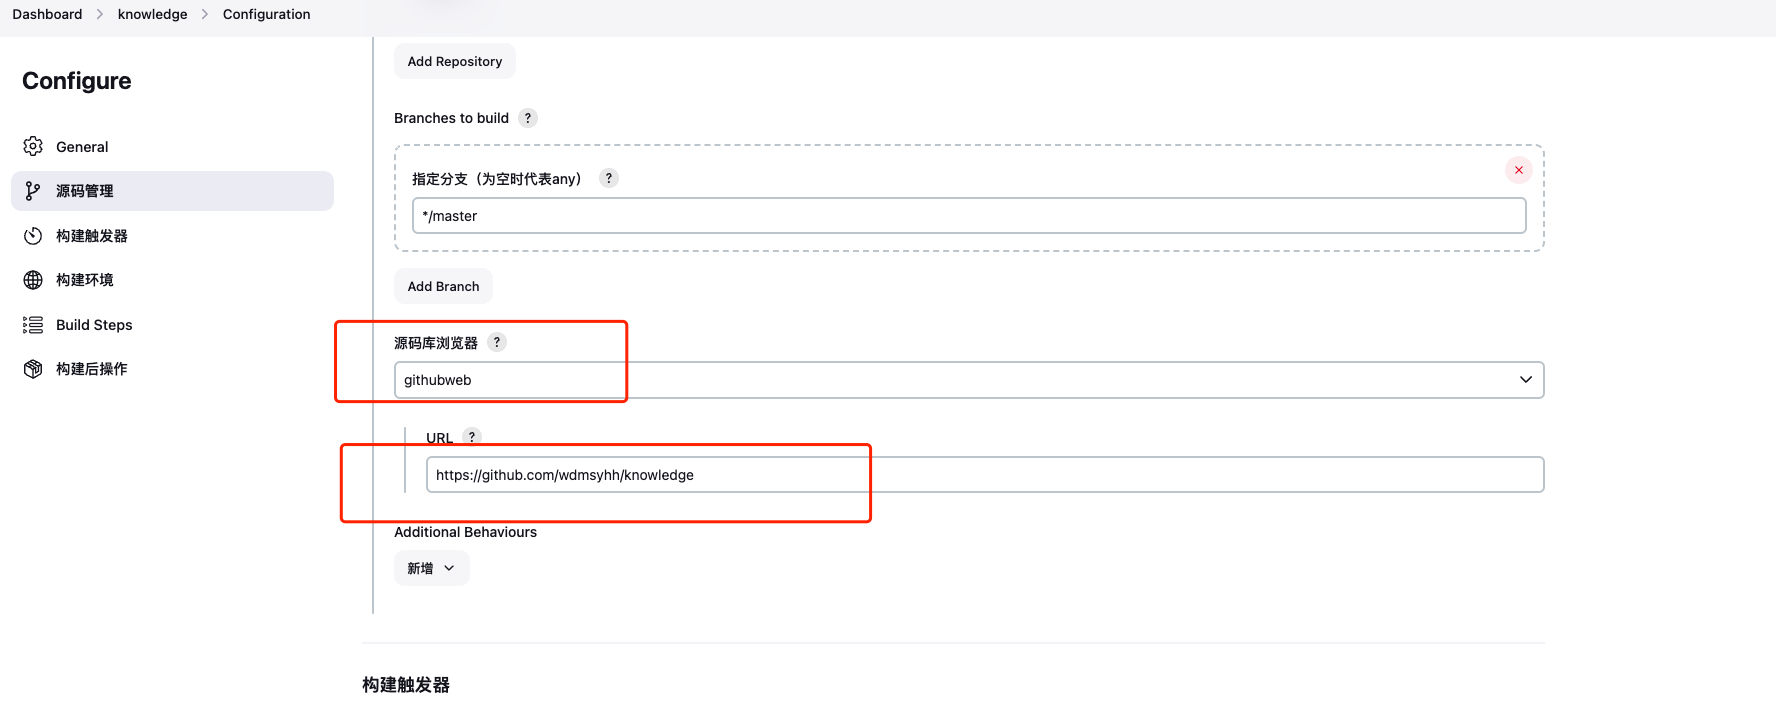 Dashboard > knowledge > Configuration
Configure
General
源码管理
构建触发器
构建环境
Build Steps
构建后操作
Add Repository
Branches to build ?
指定分支（为空时代表any） ?
*/master
Add Branch
源码库浏览器 ?
githubweb
URL ?
https://github.com/wdmsyhh/knowledge
Additional Behaviours
新增
构建触发器